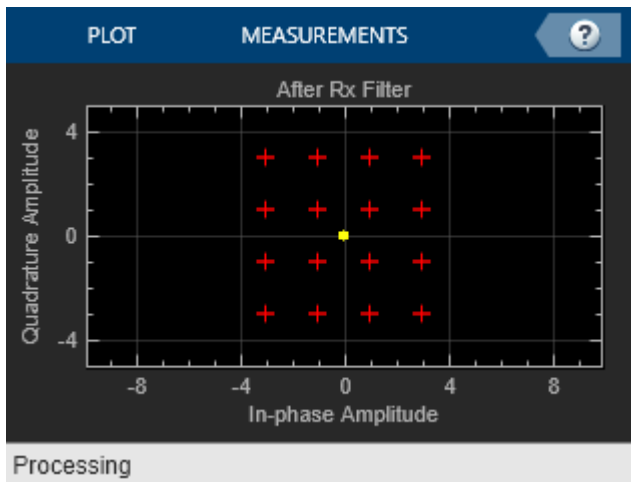 PLOT MEASUREMENTS ?
After Rx Filter
Quadrature Amplitude
4
0
-4
-8 -4 0 4 8
In-phase Amplitude
Processing